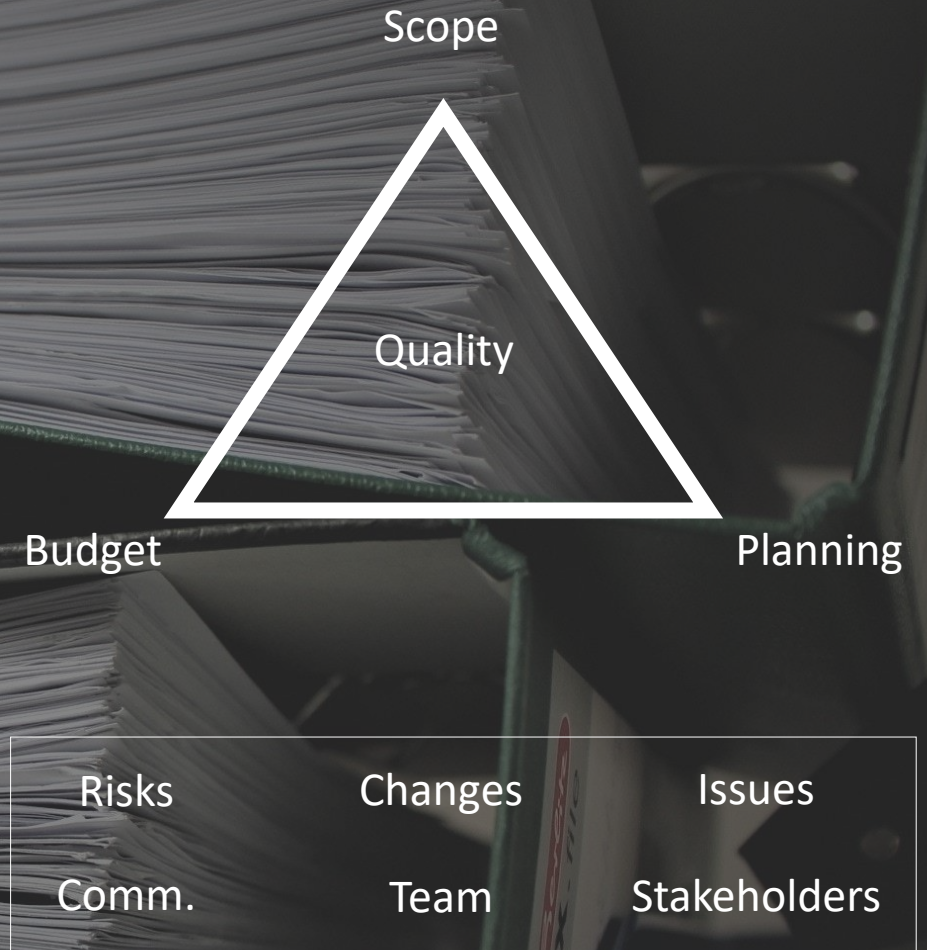 Scope
Quality
Budget Planning
Risks Changes Issues
Comm. Team Stakeholders